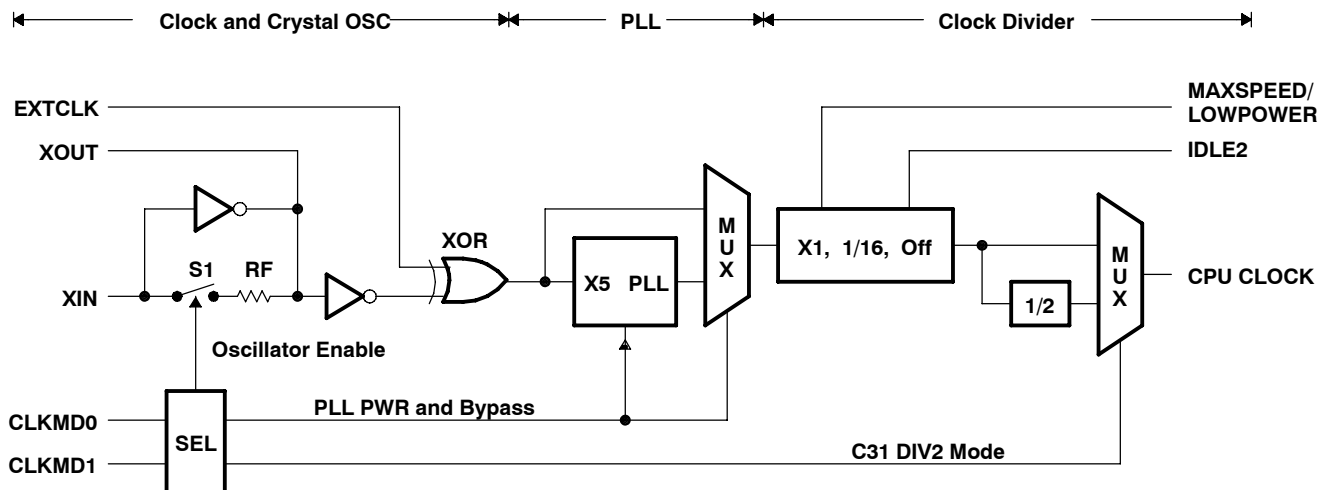 Clock and Crystal OSC
PLL
Clock Divider
EXTCLK
MAXSPEED/
LOWPOWER
XOUT
IDLE2
XOR
MUX
X1, 1/16, Off
MUX
S1
RF
X5 PLL
XIN
CPU CLOCK
1/2
Oscillator Enable
PLL PWR and Bypass
CLKMD0
SEL
C31 DIV2 Mode
CLKMD1